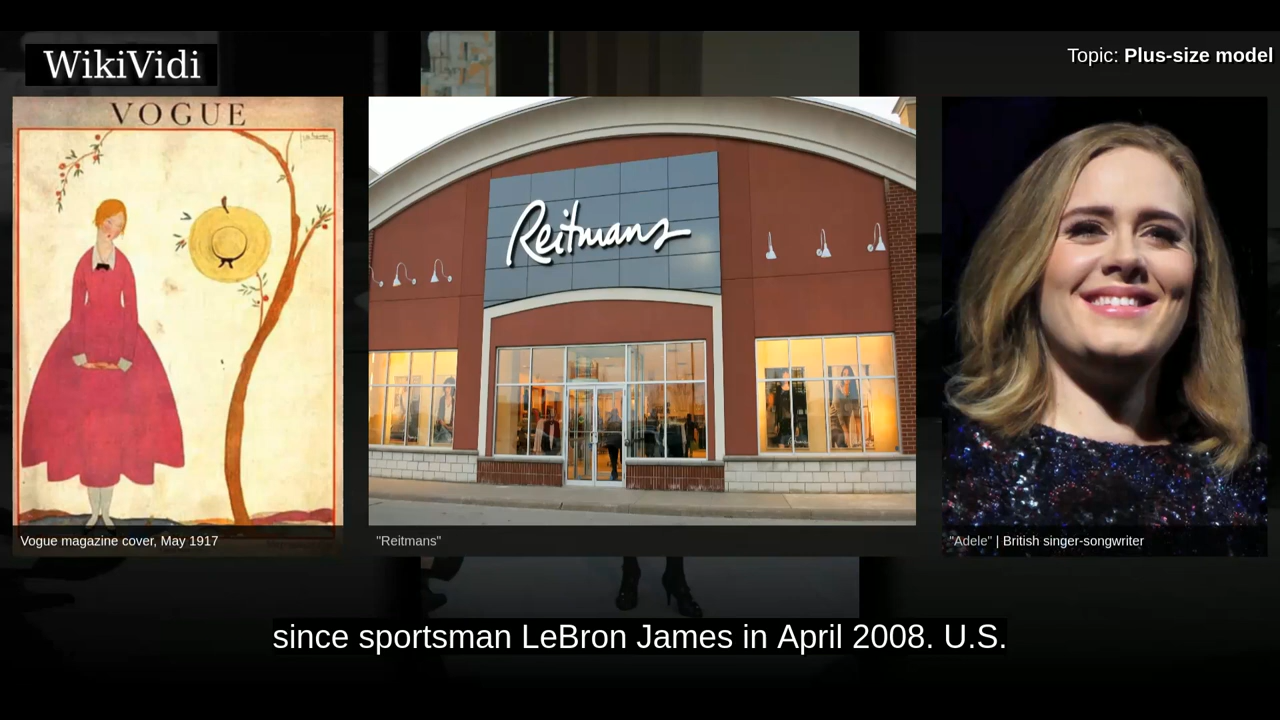 WikiVidi
Topic: Plus-size model
VOGUE
Reitmans
Vogue magazine cover, May 1917
"Reitmans"
"Adele" | British singer-songwriter
since sportsman LeBron James in April 2008. U.S.